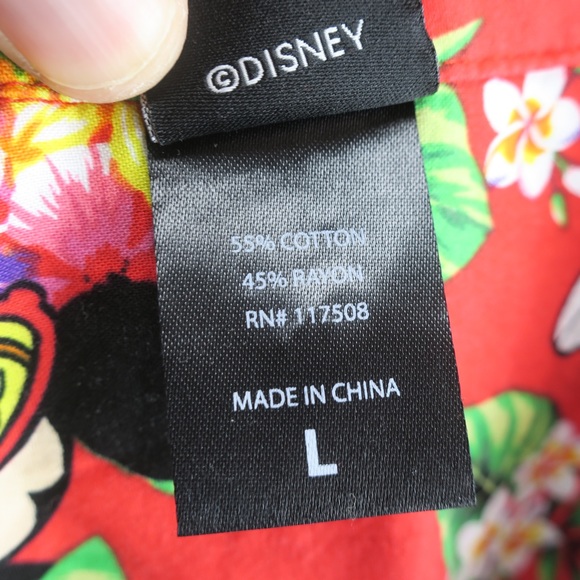 ©DISNEY
55% COTTON
45% RAYON
RN# 117508
MADE IN CHINA
L